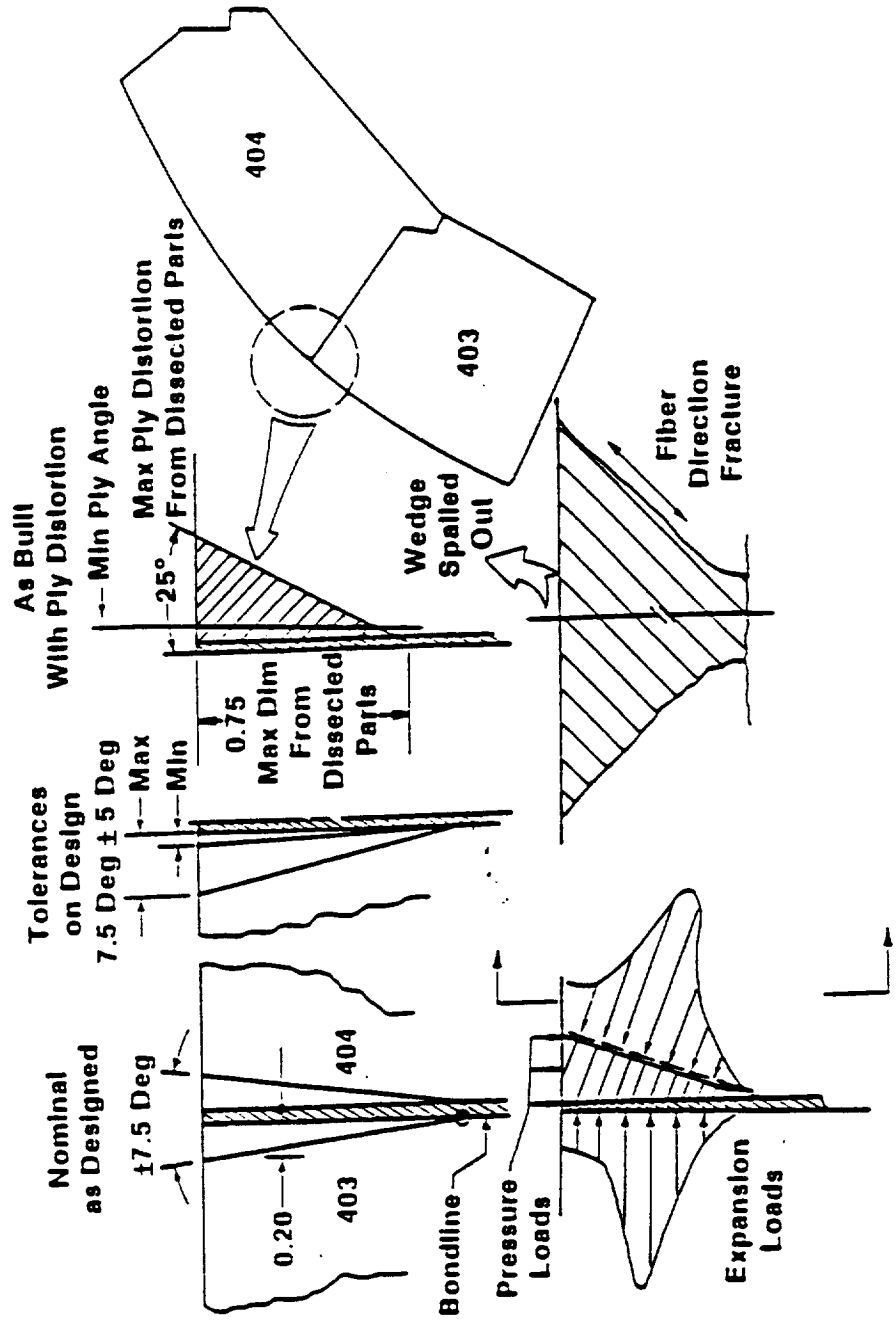 Nominal
as Designed
±7.5 Deg
0.20
403
404
Bondline
Tolerances
on Design
7.5 Deg ± 5 Deg
Max
Min
As Built
With Ply Distortion
Min Ply Angle
Max Ply Distortion
From Dissected Parts
25°
0.75
Max Dim
From
Dissected
Parts
404
403
Pressure
Loads
Expansion
Loads
Wedge
Spalled
Out
Fiber
Direction
Fracture